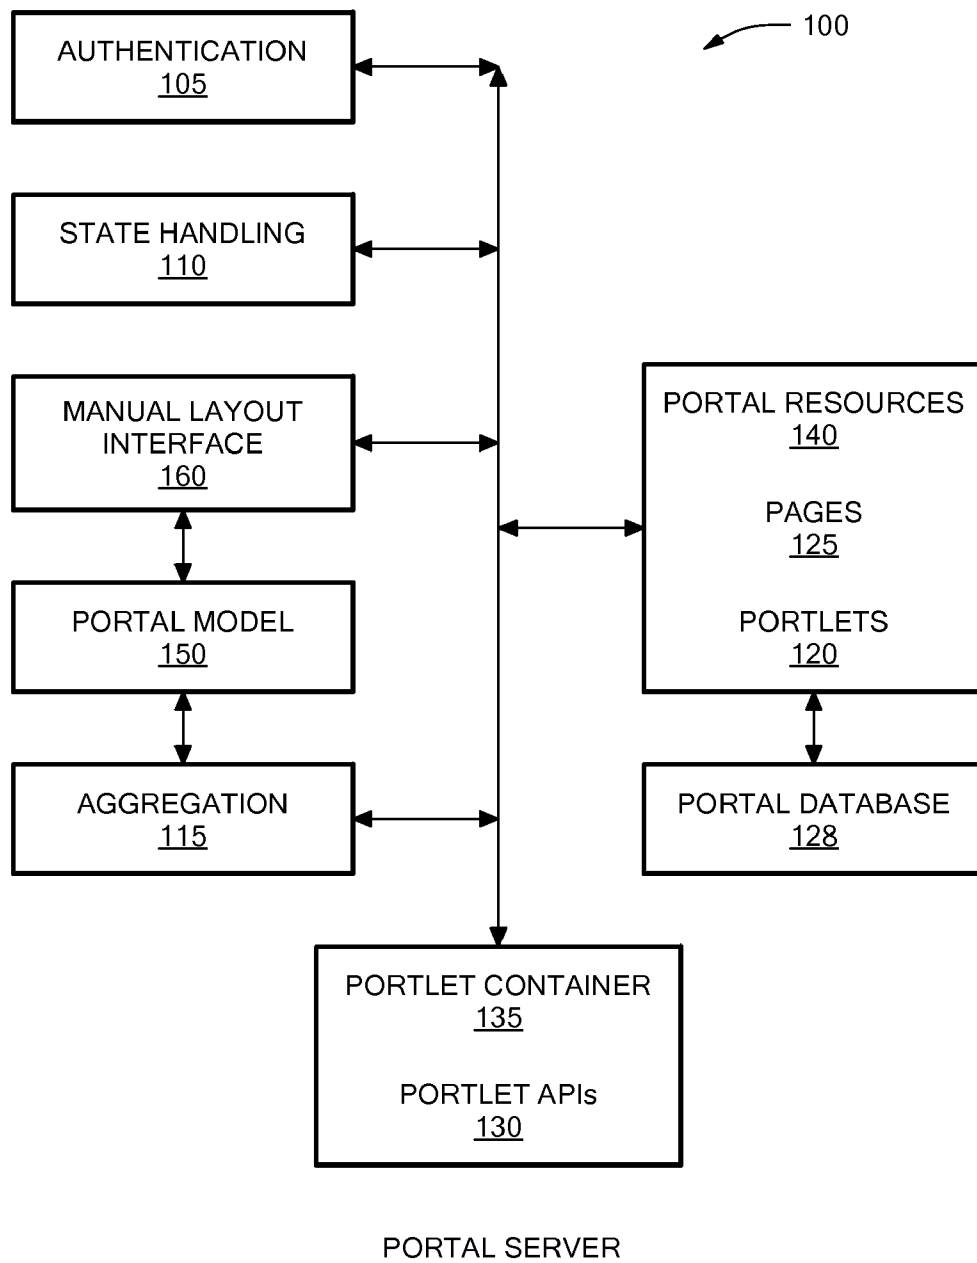 100
AUTHENTICATION
105
STATE HANDLING
110
MANUAL LAYOUT
INTERFACE
160
PORTAL MODEL
150
AGGREGATION
115
PORTAL RESOURCES
140
PAGES
125
PORTLETS
120
PORTAL DATABASE
128
PORTLET CONTAINER
135
PORTLET APIs
130
PORTAL SERVER